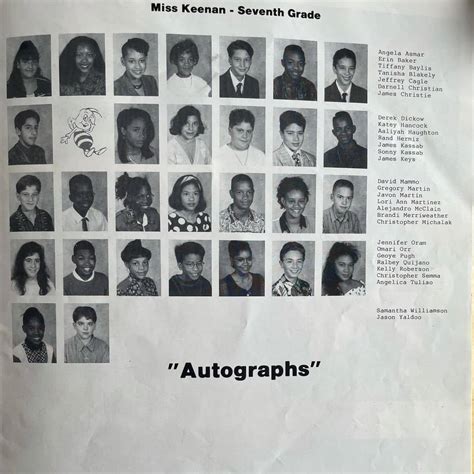 Miss Keenan - Seventh Grade
Angela Asmar
Erin Baker
Tiffany Baylis
Tanisha Blakely
Jeffrey Cagle
Darnell Christian
James Christie
Derek Dickow
Katey Hancock
Aaliyah Haughton
Rand Hermiz
James Kassab
Sonny Kassab
James Keys
David Mammo
Gregory Martin
Javon Martin
Lori Ann Martinez
Alejandro McClain
Brandi Merriweather
Christopher Michalak
Jennifer Oram
Omari Orr
Geoye Pugh
Ralbey Quijano
Kelly Roberson
Christopher Semma
Angelica Tuliao
Samantha Williamson
Jason Yaldoo
"Autographs"